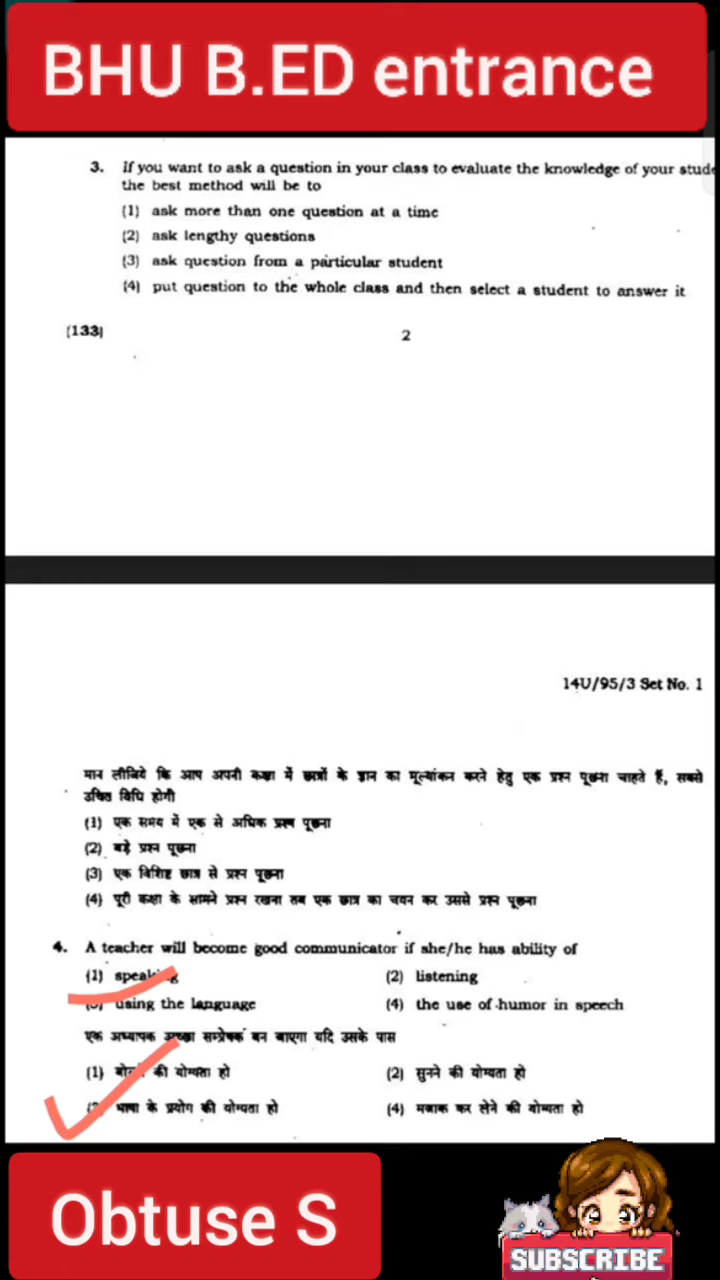 BHU B.ED entrance
3. If you want to ask a question in your class to evaluate the knowledge of your stude
the best method will be to
(1) ask more than one question at a time
(2) ask lengthy questions
(3) ask question from a particular student
(4) put question to the whole class and then select a student to answer it
(133)
2
14U/95/3 Set No. 1
मान लीजिये कि आप अपनी कक्षा में छात्रों के ज्ञान का मूल्यांकन करने हेतु एक प्रश्न पूछना चाहते हैं, सबसे
उचित विधि होगी
(1) एक समय में एक से अधिक प्रश्न पूछना
(2) बड़े प्रश्न पूछना
(3) एक विशिष्ट छात्र से प्रश्न पूछना
(4) पूरी कक्षा के सामने प्रश्न रखना तब एक छात्र का चयन कर उससे प्रश्न पूछना
4. A teacher will become good communicator if she/he has ability of
(1) speaking (2) listening
(3) using the language (4) the use of humor in speech
एक अध्यापक अच्छा सम्प्रेषक बन जाएगा यदि उसके पास
(1) बोलने की योग्यता हो (2) सुनने की योग्यता हो
(3) भाषा के प्रयोग की योग्यता हो (4) मजाक कर लेने की योग्यता हो
Obtuse S
SUBSCRIBE